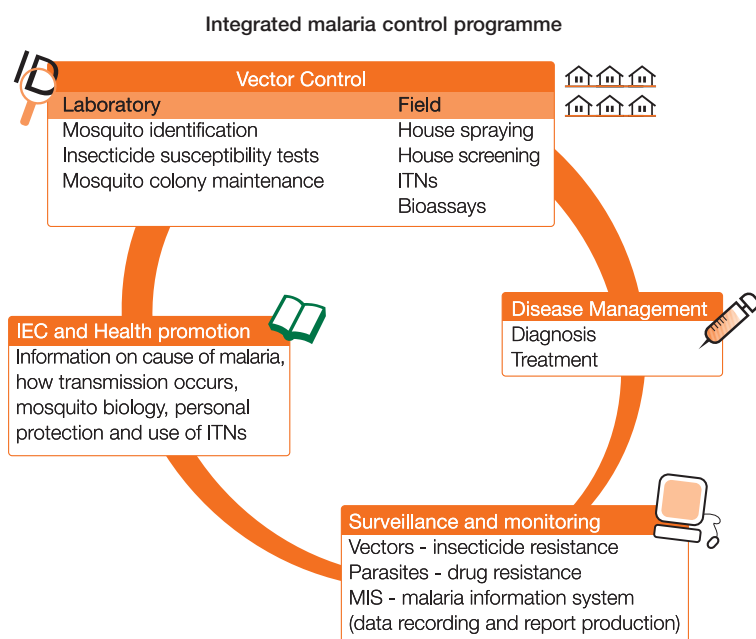 Integrated malaria control programme
ID
Vector Control
Laboratory Field
Mosquito identification House spraying
Insecticide susceptibility tests House screening
Mosquito colony maintenance ITNs
Bioassays
Disease Management
Diagnosis
Treatment
IEC and Health promotion
Information on cause of malaria,
how transmission occurs,
mosquito biology, personal
protection and use of ITNs
Surveillance and monitoring
Vectors - insecticide resistance
Parasites - drug resistance
MIS - malaria information system
(data recording and report production)